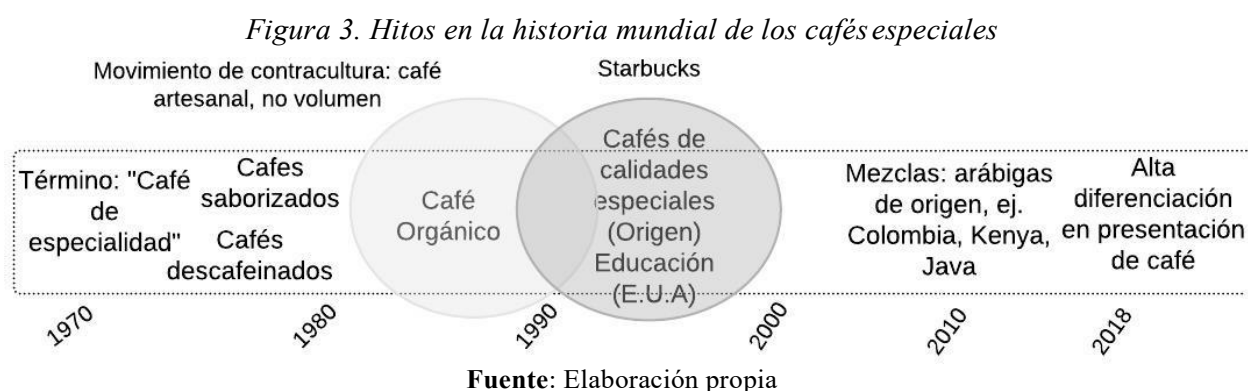 Figura 3. Hitos en la historia mundial de los cafés especiales
Movimiento de contracultura: café
artesanal, no volumen
Starbucks
Término: "Café
de
especialidad"
Cafes
saborizados
Cafés
descafeinados
Café
Orgánico
Cafés de
calidades
especiales
(Origen)
Educación
(E.U.A)
Mezclas: arábigas
de origen, ej.
Colombia, Kenya,
Java
Alta
diferenciación
en presentación
de café
1970
1980
1990
2000
2010
2018
Fuente: Elaboración propia